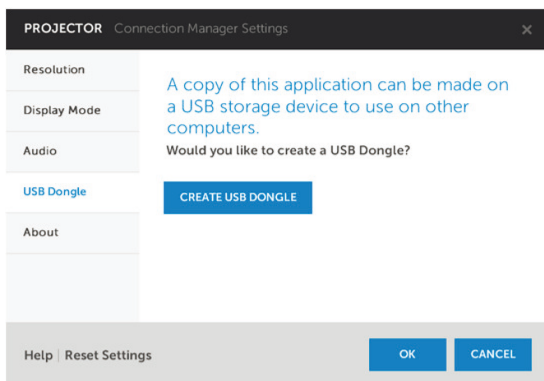 PROJECTOR Connection Manager Settings
Resolution
Display Mode
Audio
USB Dongle
About
A copy of this application can be made on
a USB storage device to use on other
computers.
Would you like to create a USB Dongle?
CREATE USB DONGLE
Help | Reset Settings
OK
CANCEL